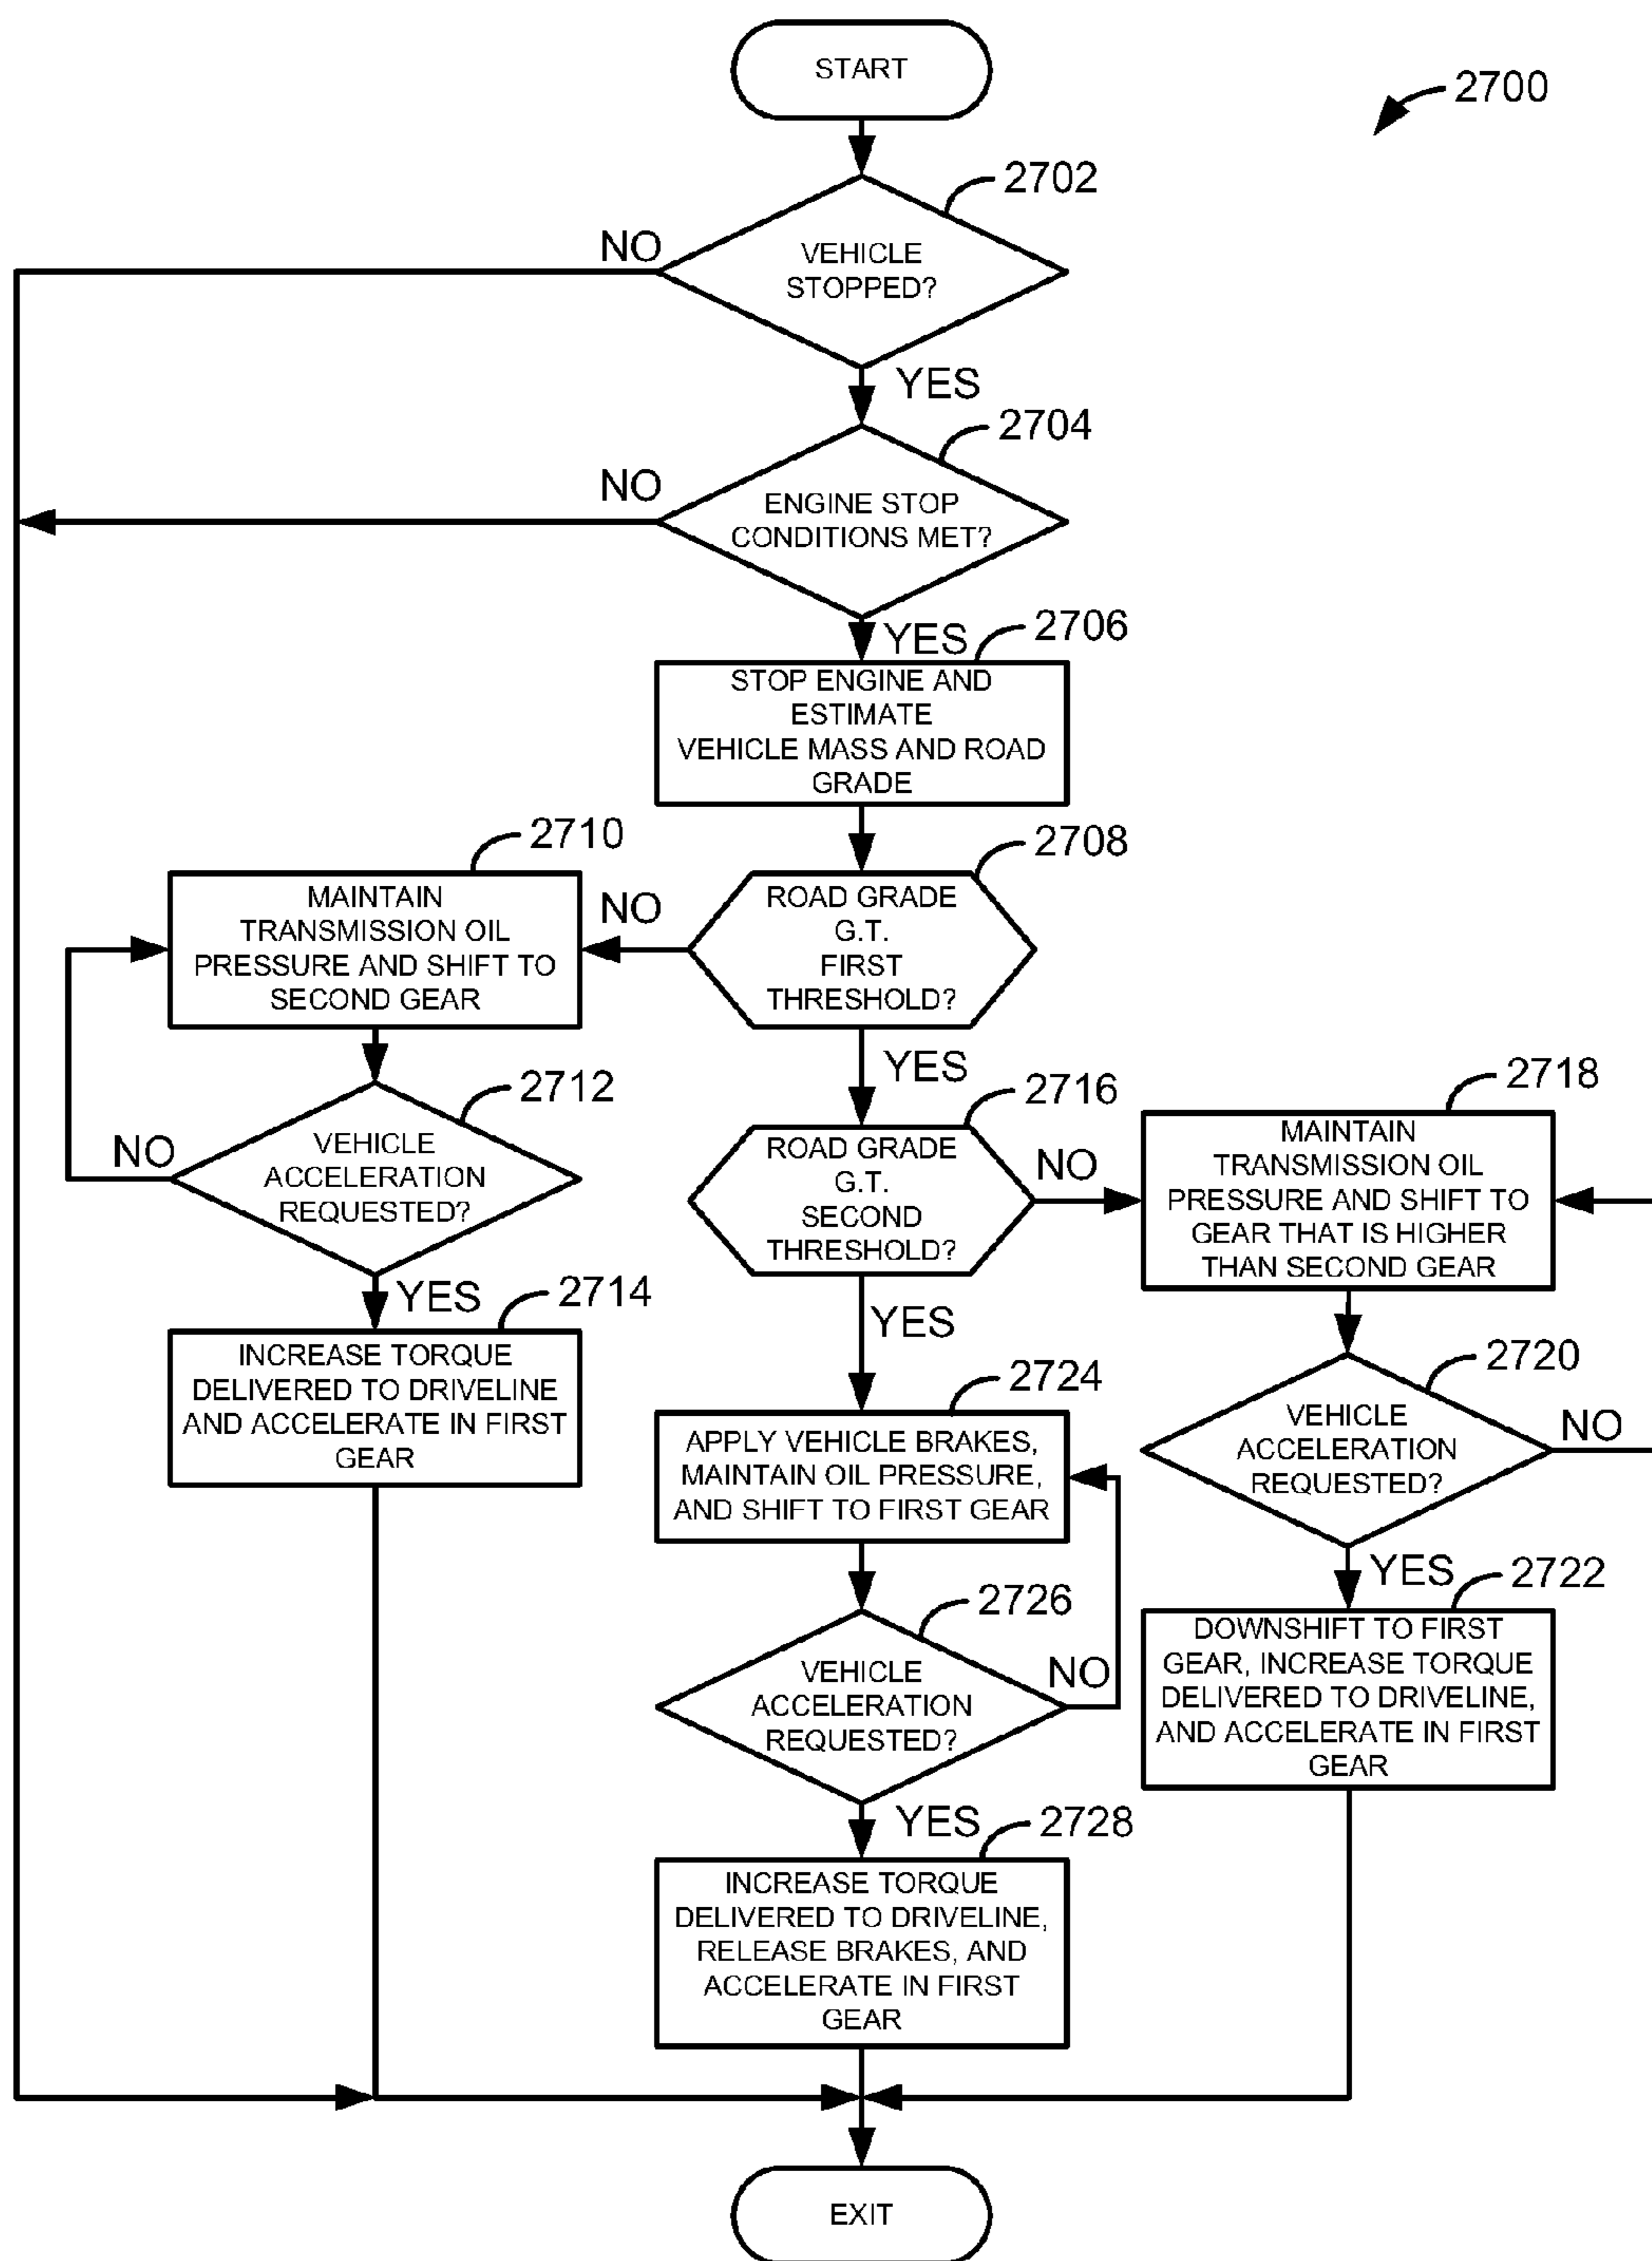 START
2700
2702
NO
VEHICLE
STOPPED?
YES
2704
NO
ENGINE STOP
CONDITIONS MET?
YES
2706
STOP ENGINE AND
ESTIMATE
VEHICLE MASS AND ROAD
GRADE
2710
2708
MAINTAIN
TRANSMISSION OIL
PRESSURE AND SHIFT TO
SECOND GEAR
NO
ROAD GRADE
G.T.
FIRST
THRESHOLD?
YES
2712
NO
VEHICLE
ACCELERATION
REQUESTED?
YES
2714
INCREASE TORQUE
DELIVERED TO DRIVELINE
AND ACCELERATE IN FIRST
GEAR
2716
ROAD GRADE
G.T.
SECOND
THRESHOLD?
NO
YES
2718
MAINTAIN
TRANSMISSION OIL
PRESSURE AND SHIFT TO
GEAR THAT IS HIGHER
THAN SECOND GEAR
2720
VEHICLE
ACCELERATION
REQUESTED?
NO
YES
2722
DOWNSHIFT TO FIRST
GEAR, INCREASE TORQUE
DELIVERED TO DRIVELINE,
AND ACCELERATE IN FIRST
GEAR
2724
APPLY VEHICLE BRAKES,
MAINTAIN OIL PRESSURE,
AND SHIFT TO FIRST GEAR
2726
VEHICLE
ACCELERATION
REQUESTED?
NO
YES
2728
INCREASE TORQUE
DELIVERED TO DRIVELINE,
RELEASE BRAKES, AND
ACCELERATE IN FIRST
GEAR
EXIT